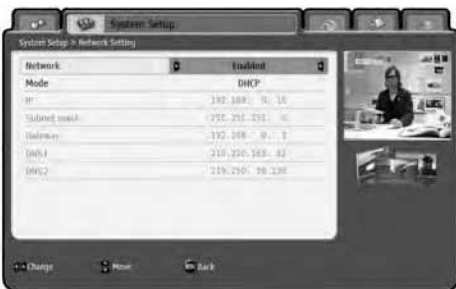 System Setup
System Setup > Network Setting
Network Enabled
Mode DHCP
IP 192.168. 0. 10
Subnet mask 255.255.255. 0
Gateway 192.168. 0. 1
DNS1
DNS2
Change Move Back